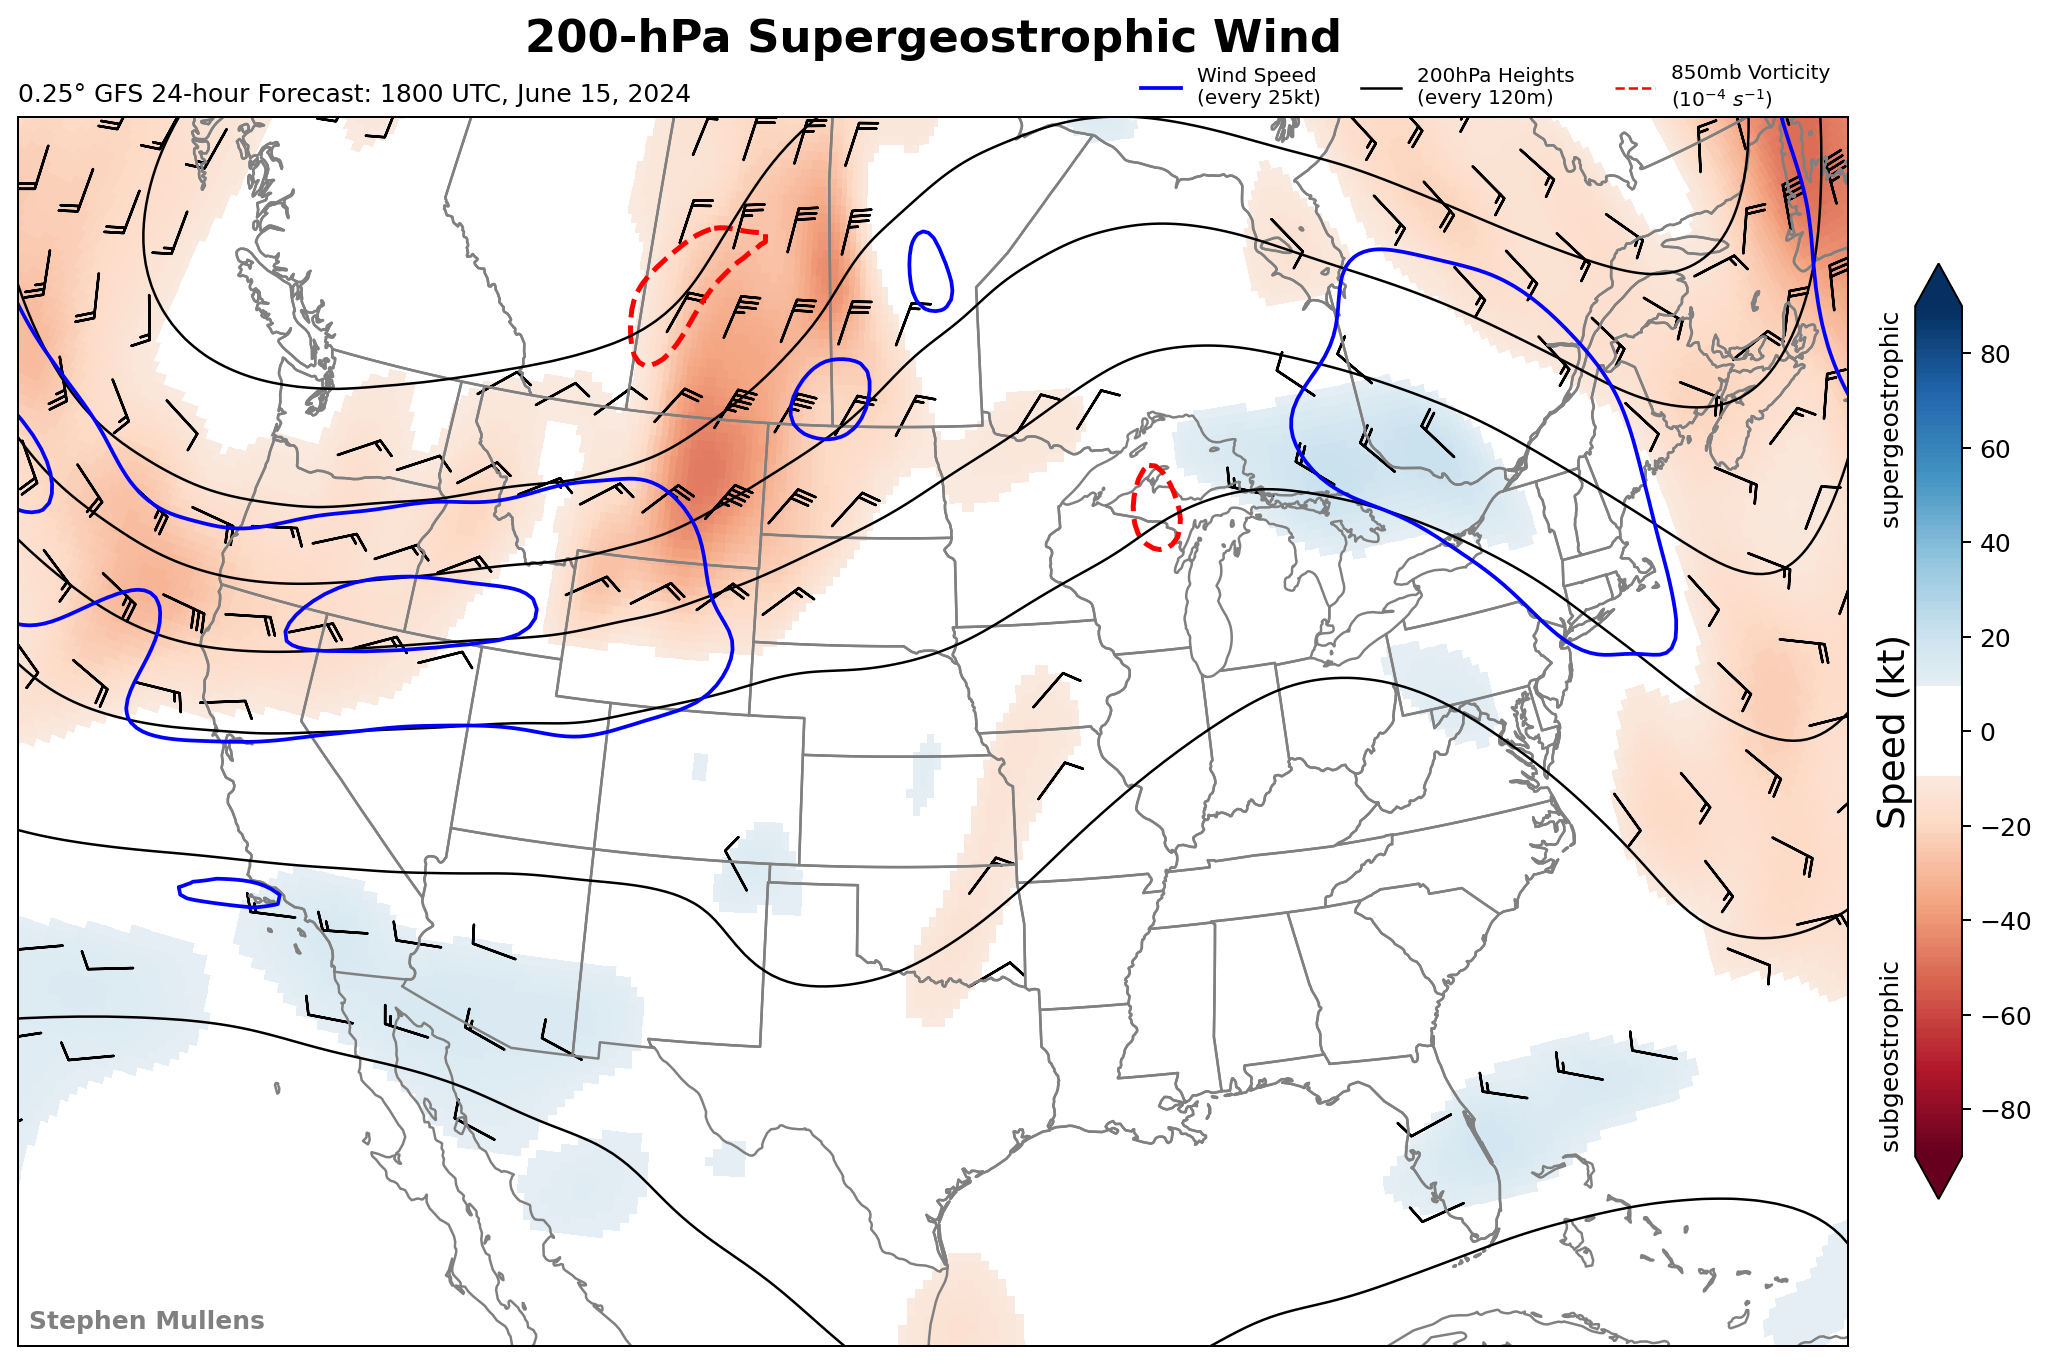 200-hPa Supergeostrophic Wind
0.25° GFS 24-hour Forecast: 1800 UTC, June 15, 2024
Wind Speed
(every 25kt)
200hPa Heights
(every 120m)
850mb Vorticity
(10⁻⁴ s⁻¹)
supergeostrophic
Speed (kt)
subgeostrophic
80
60
40
20
0
−20
−40
−60
−80
Stephen Mullens